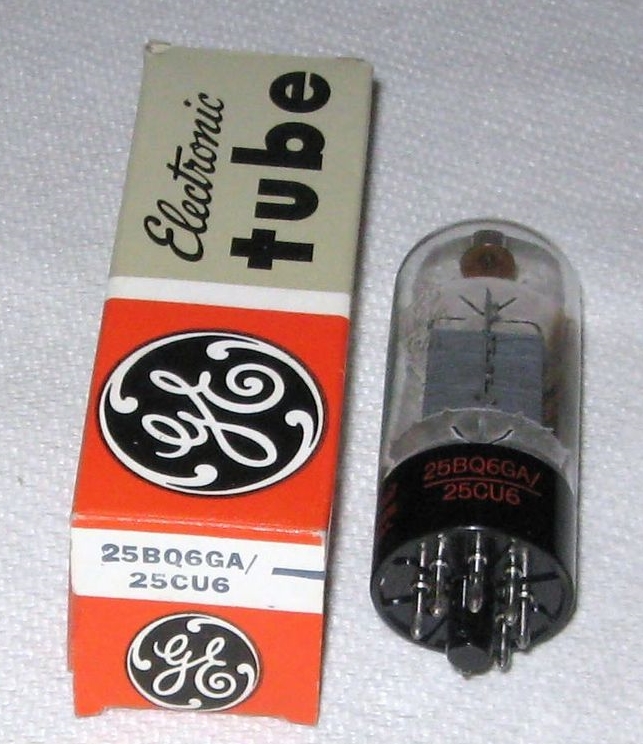 Electronic
tube
GE
25BQ6GA/
25CU6
GE
25BQ6GA/
25CU6